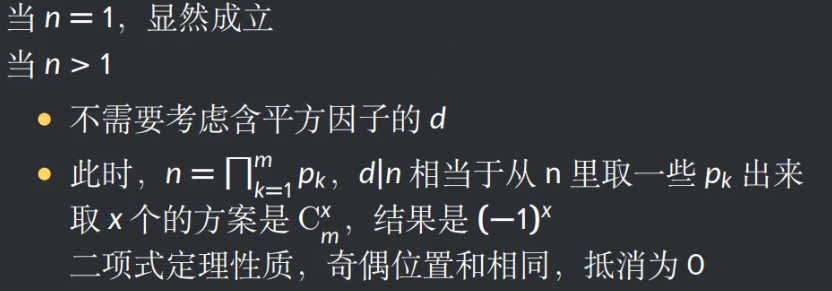 当 n = 1，显然成立
当 n > 1
• 不需要考虑含平方因子的 d
• 此时，n = ∏_{k=1}^{m} p_k，d|n 相当于从 n 里取一些 p_k 出来
取 x 个的方案是 C_m^x，结果是 (−1)^x
二项式定理性质，奇偶位置和相同，抵消为 0